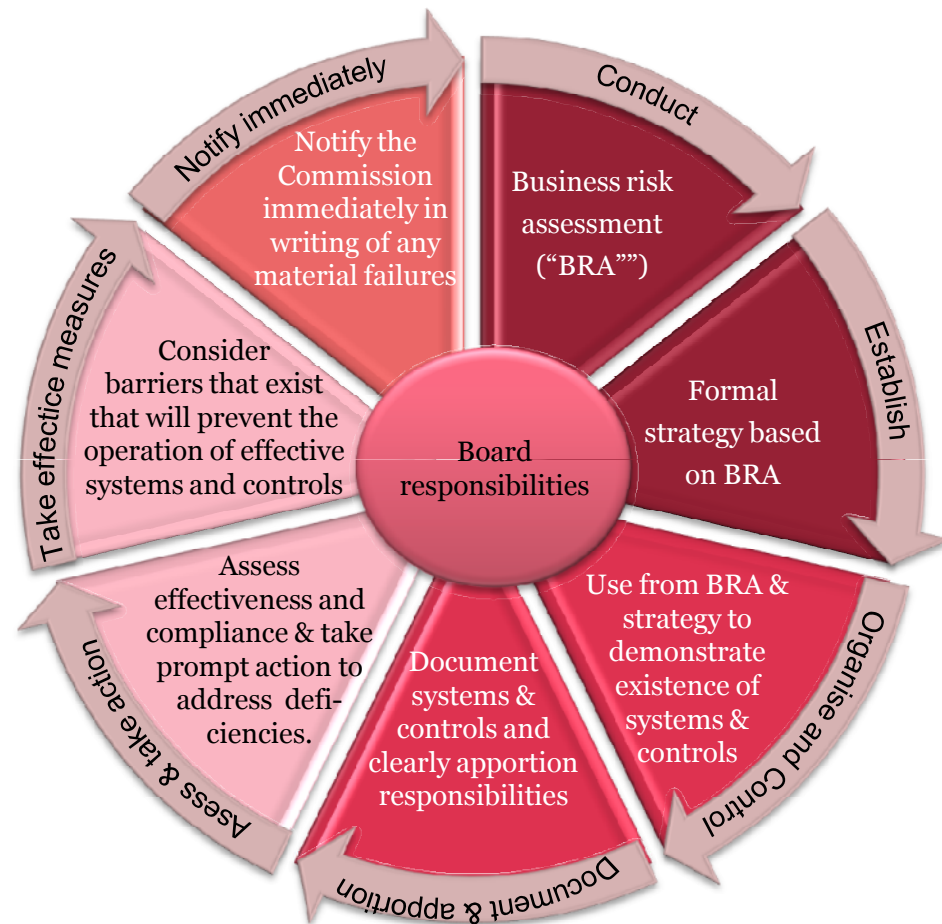 Conduct
Business risk
assessment
(“BRA””)
Establish
Formal
strategy based
on BRA
Organise and Control
Use from BRA &
strategy to
demonstrate
existence of
systems &
controls
Document & apportion
Document
systems &
controls and
clearly apportion
responsibilities
Assess & take action
Assess
effectiveness and
compliance & take
prompt action to
address defi-
ciencies.
Take effectice measures
Consider
barriers that exist
that will prevent the
operation of effective
systems and controls
Notify immediately
Notify the
Commission
immediately in
writing of any
material failures
Board
responsibilities